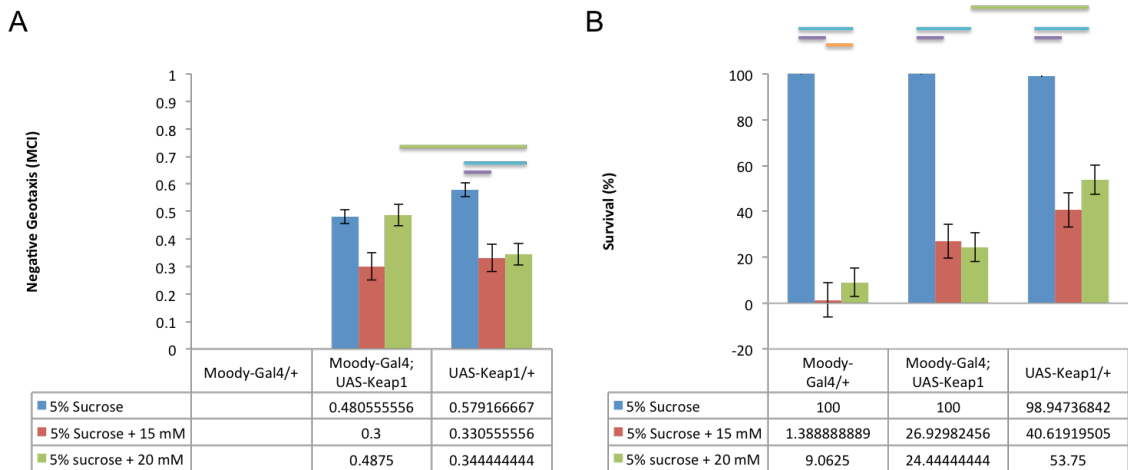 A
Negative Geotaxis (MCI)
1
0.9
0.8
0.7
0.6
0.5
0.4
0.3
0.2
0.1
0
Moody-Gal4/+
Moody-Gal4;
UAS-Keap1
UAS-Keap1/+
5% Sucrose
0.480555556
0.579166667
5% Sucrose + 15 mM
0.3
0.330555556
5% sucrose + 20 mM
0.4875
0.344444444
B
Survival (%)
100
80
60
40
20
0
-20
Moody-
Gal4/+
Moody-Gal4;
UAS-Keap1
UAS-Keap1/+
5% Sucrose
100
100
98.94736842
5% Sucrose + 15 mM
1.388888889
26.92982456
40.61919505
5% sucrose + 20 mM
9.0625
24.44444444
53.75